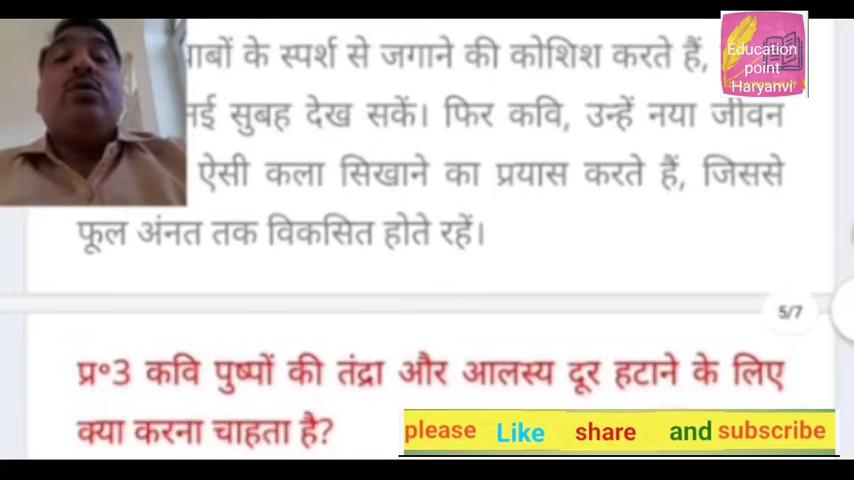 के स्पर्श से जगाने की कोशिश करते हैं,
सुबह देख सकें। फिर कवि, उन्हें नया जीवन
ऐसी कला सिखाने का प्रयास करते हैं, जिससे
फूल अंनत तक विकसित होते रहें।
5/7
प्र॰3 कवि पुष्पों की तंद्रा और आलस्य दूर हटाने के लिए
क्या करना चाहता है?
Education
point
Haryanvi
please Like share and subscribe